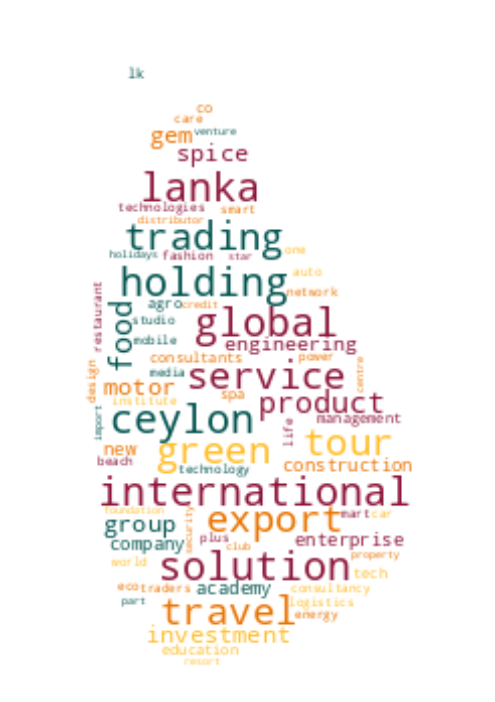 lk
co
care
gem venture
spice
lanka
technologies smart
distributor
trading
holidays fashion star one
holding auto
network
restaurant
food
agro credit
studio global
mobile engineering
consultants power
media service centre
design motor spa
institute product
import ceylon life management
new green tour
beach technology construction
international
foundation export mart car
group security
company plus enterprise
club property
world solution tech
eco traders academy consultancy
part travel logistics
energy
investment
education
resort